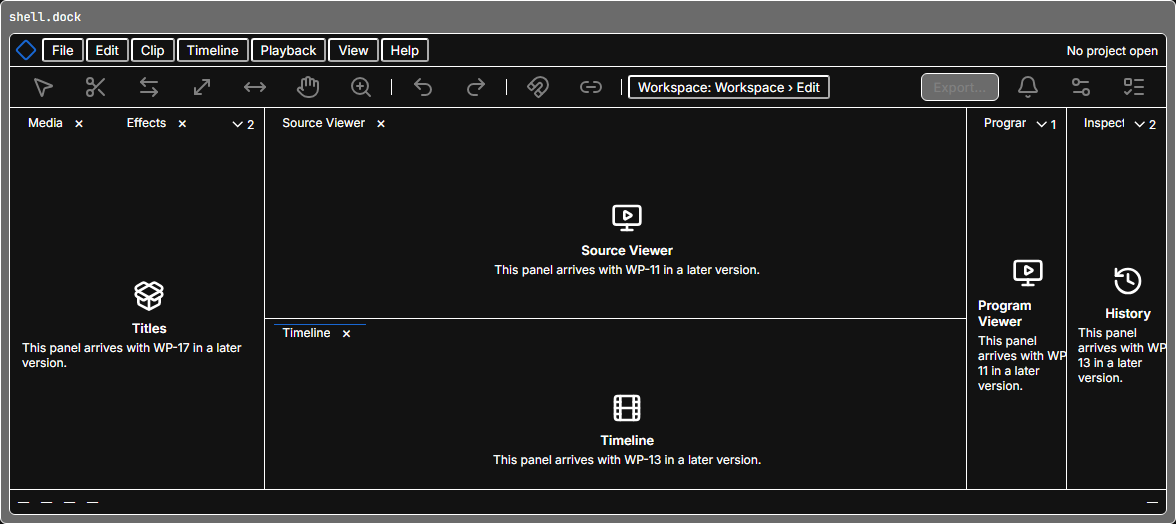 shell.dock
File Edit Clip Timeline Playback View Help No project open
Workspace: Workspace › Edit Export...
Media × Effects × 2 Source Viewer × Prograr 1 Inspect 2
Source Viewer
This panel arrives with WP-11 in a later version.
Titles
This panel arrives with WP-17 in a later
version.
Timeline ×
Timeline
This panel arrives with WP-13 in a later version.
Program
Viewer
This panel
arrives with WP
11 in a later
version.
History
This panel
arrives with WP
13 in a later
version.
— — — — —